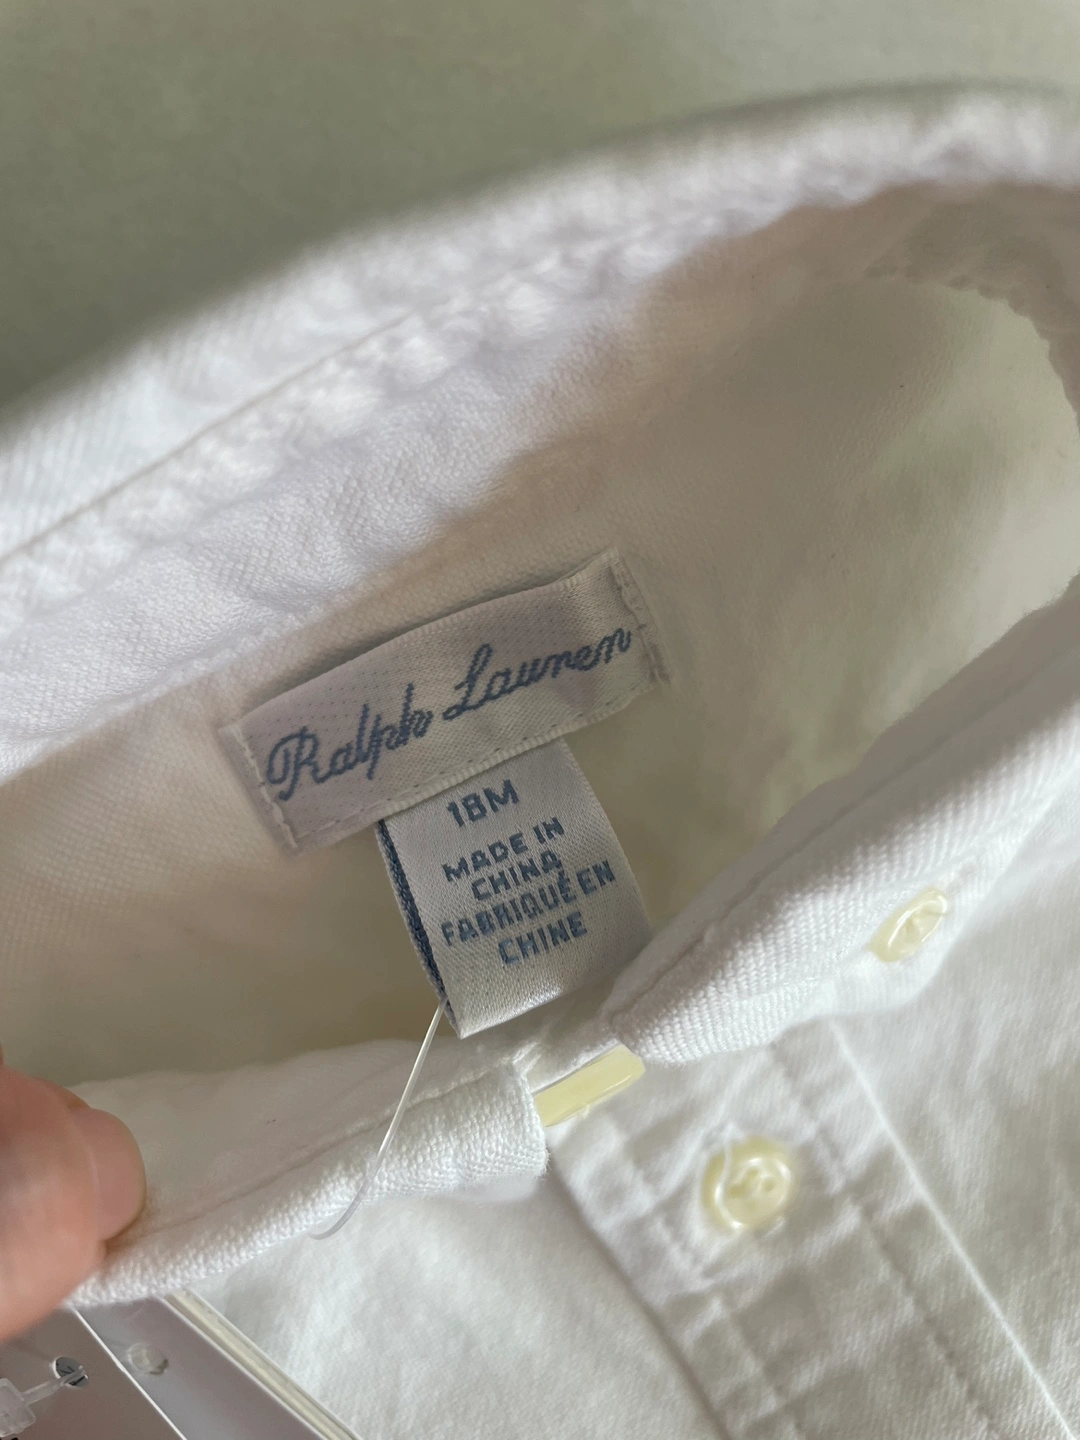 Ralph Lauren
18M
MADE IN
CHINA
FABRIQUÉ EN
CHINE